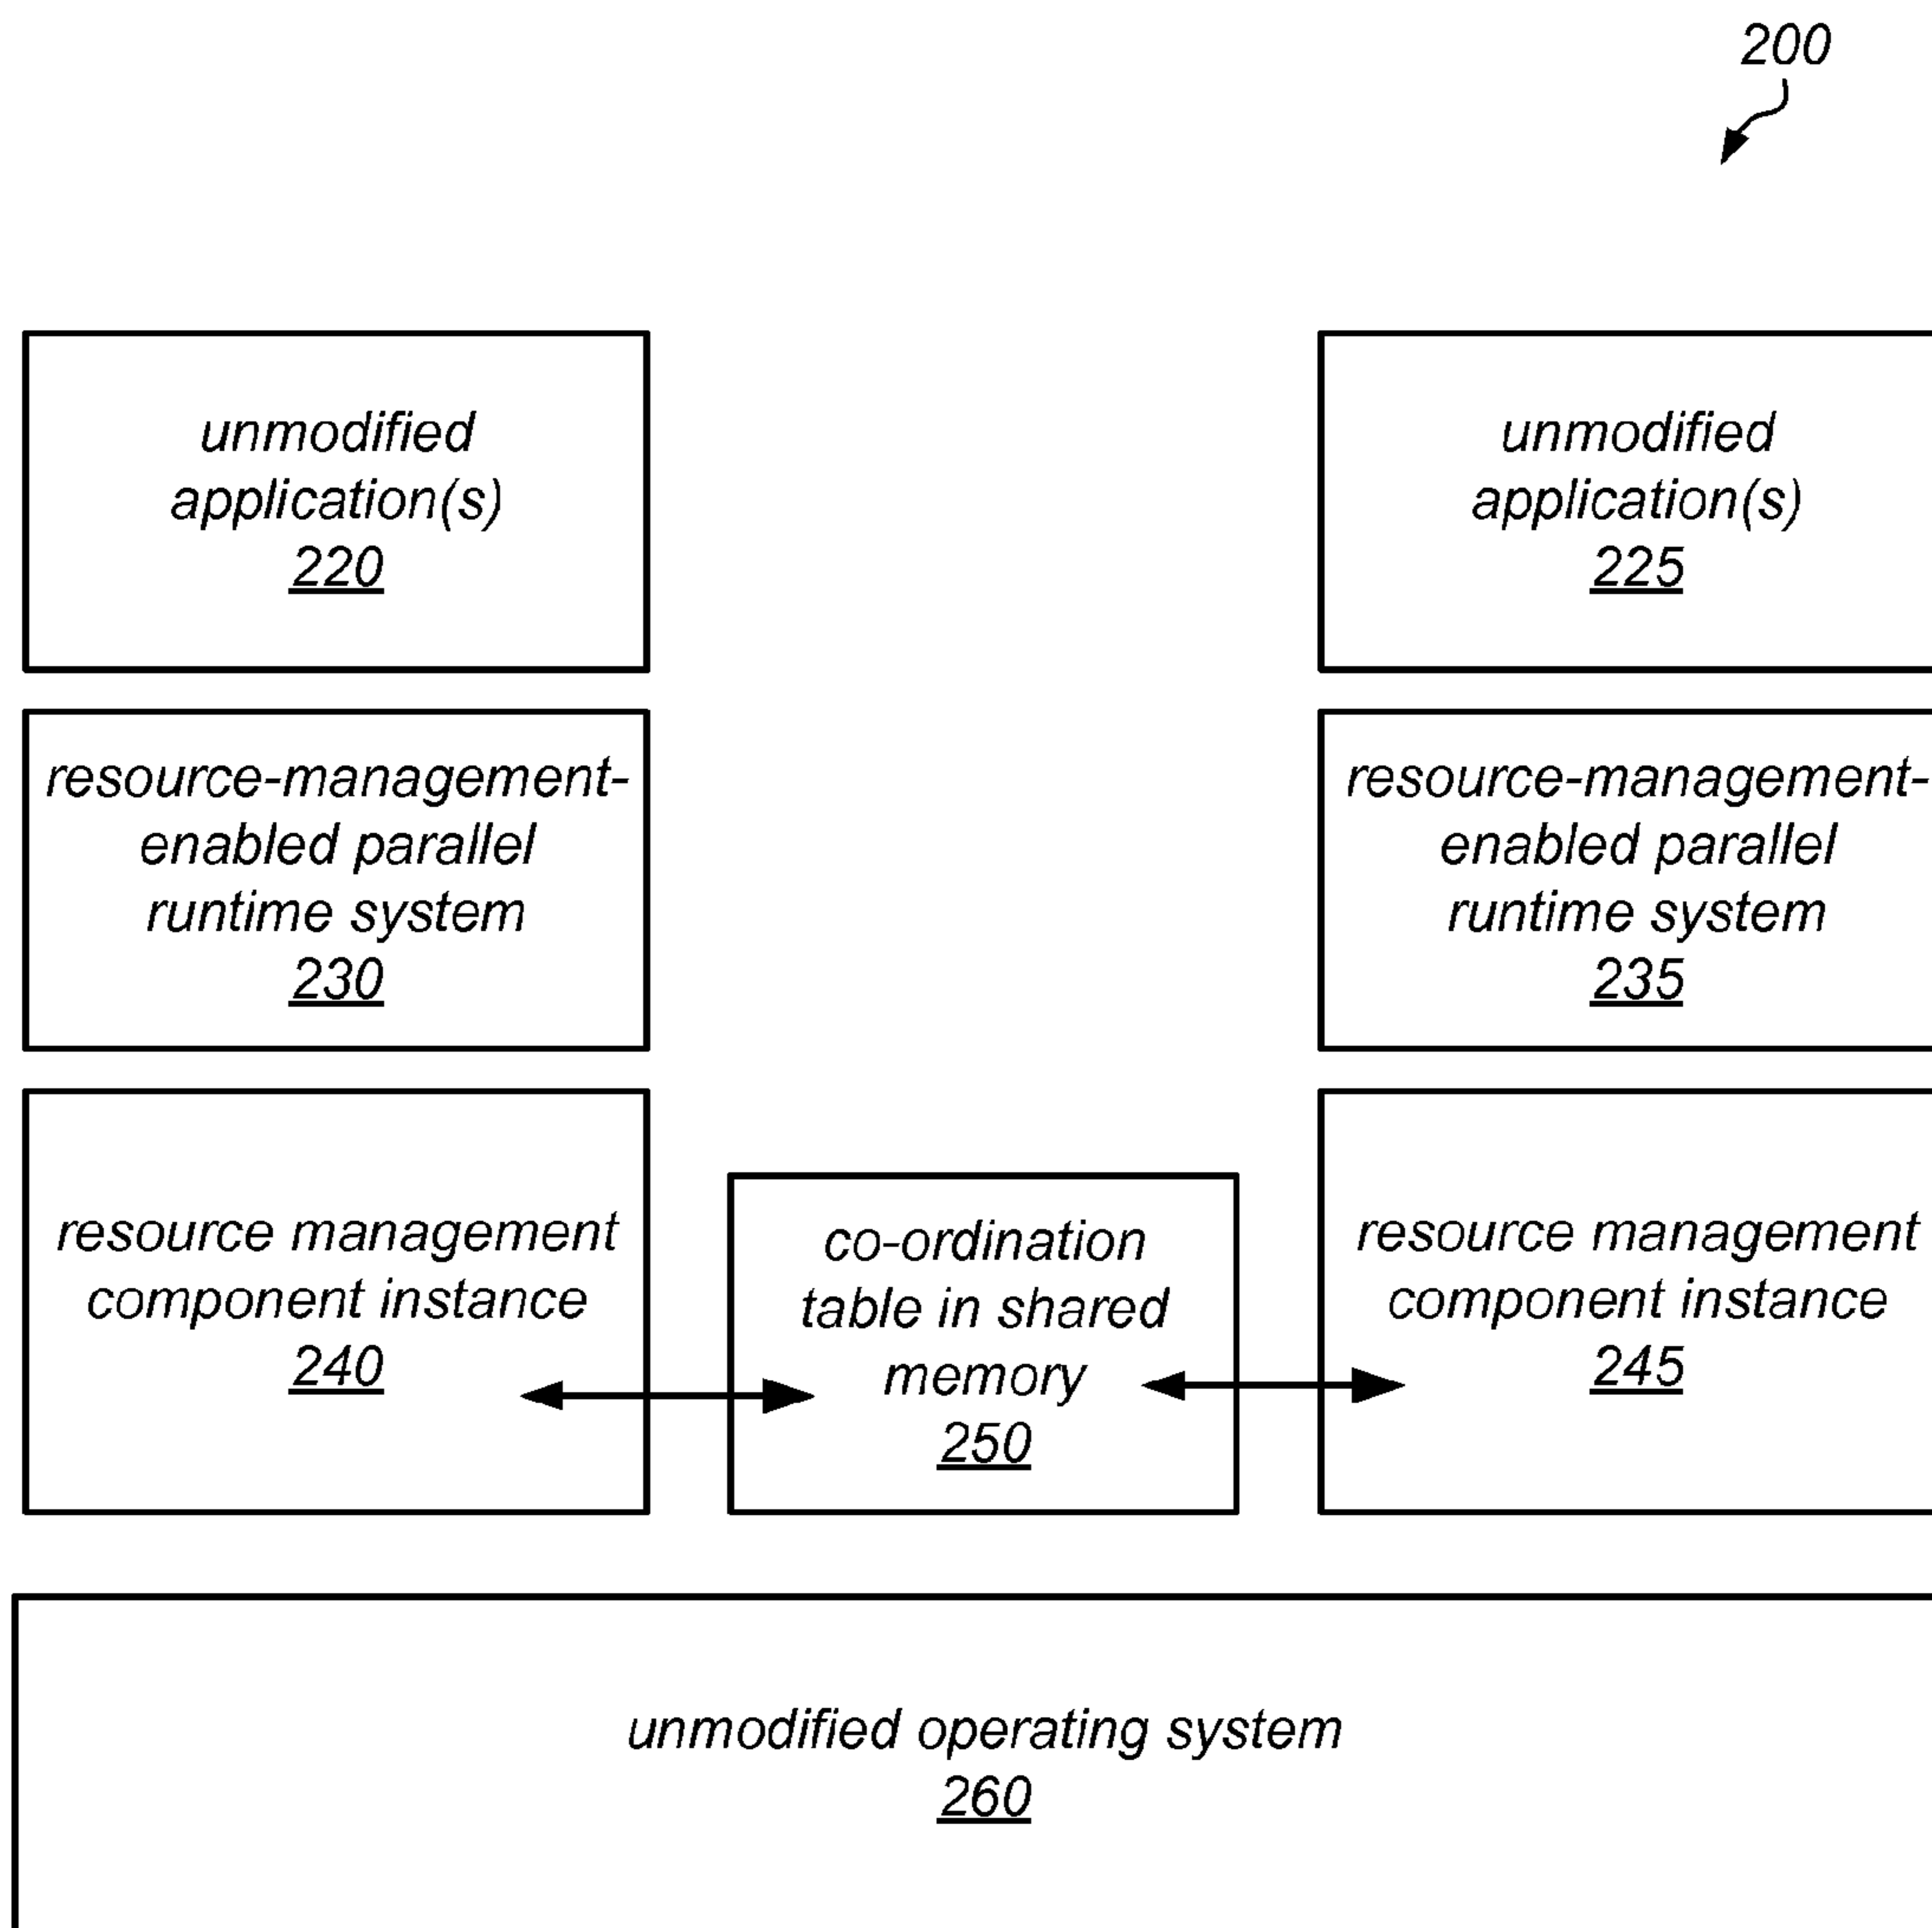 200
unmodified
application(s)
220
unmodified
application(s)
225
resource-management-
enabled parallel
runtime system
230
resource-management-
enabled parallel
runtime system
235
resource management
component instance
240
co-ordination
table in shared
memory
250
resource management
component instance
245
unmodified operating system
260